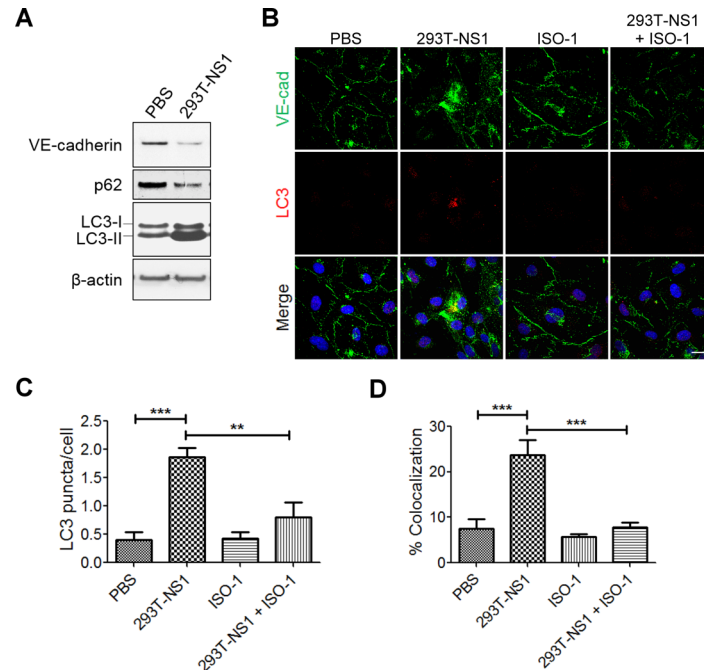 A
PBS
293T-NS1
VE-cadherin
p62
LC3-I
LC3-II
β-actin
B
PBS
293T-NS1
ISO-1
293T-NS1
+ ISO-1
VE-cad
LC3
Merge
C
LC3 puncta/cell
2.5
2.0
1.5
1.0
0.5
0.0
***
**
PBS
293T-NS1
ISO-1
293T-NS1 + ISO-1
D
% Colocalization
30
20
10
0
***
***
PBS
293T-NS1
ISO-1
293T-NS1 + ISO-1